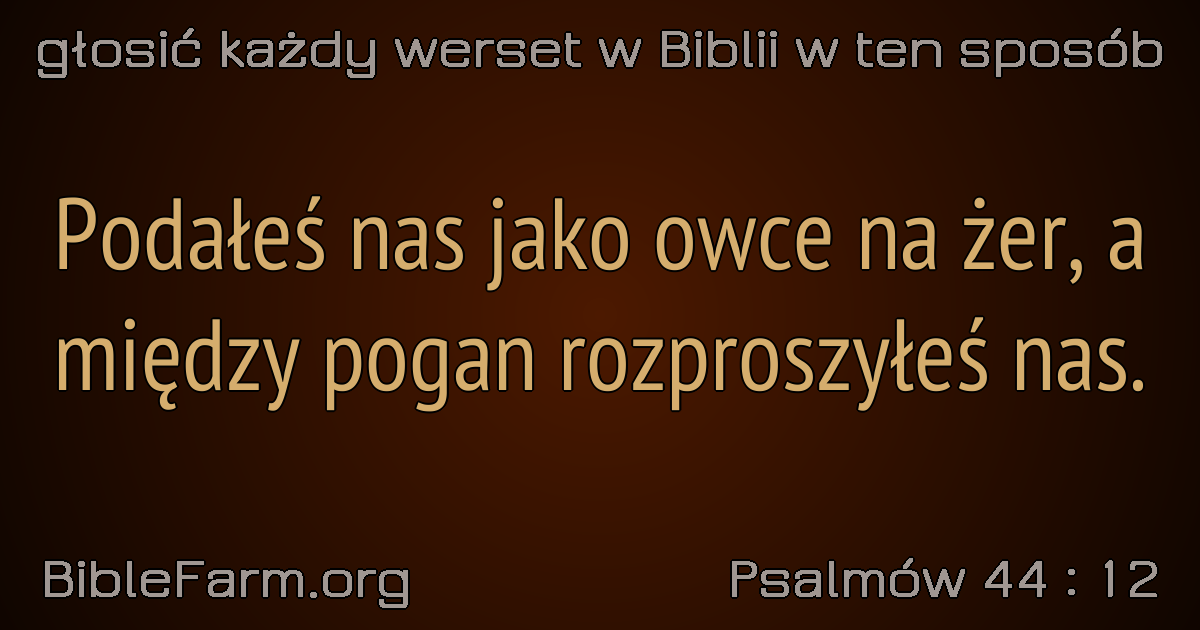 głosić każdy werset w Biblii w ten sposób
Podałeś nas jako owce na żer, a
między pogan rozproszyłeś nas.
BibleFarm.org
Psalmów 44 : 12